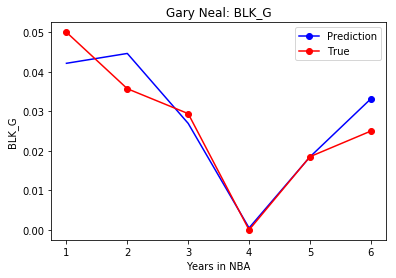 Gary Neal: BLK_G
Prediction
True
BLK_G
0.05
0.04
0.03
0.02
0.01
0.00
1 2 3 4 5 6
Years in NBA